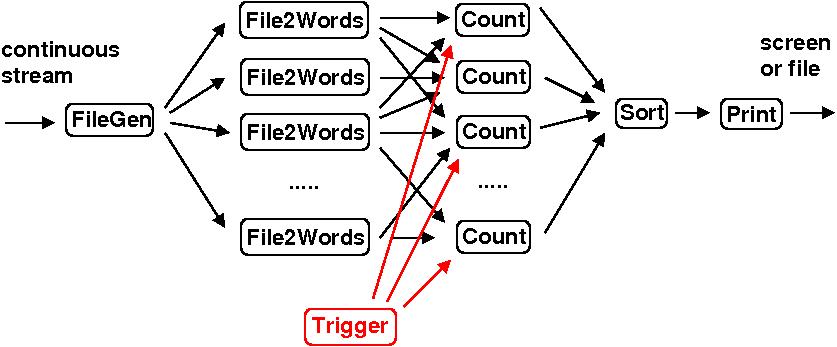 continuous
stream
FileGen
File2Words
File2Words
File2Words
.....
File2Words
Count
Count
Count
.....
Count
Trigger
Sort
Print
screen
or file